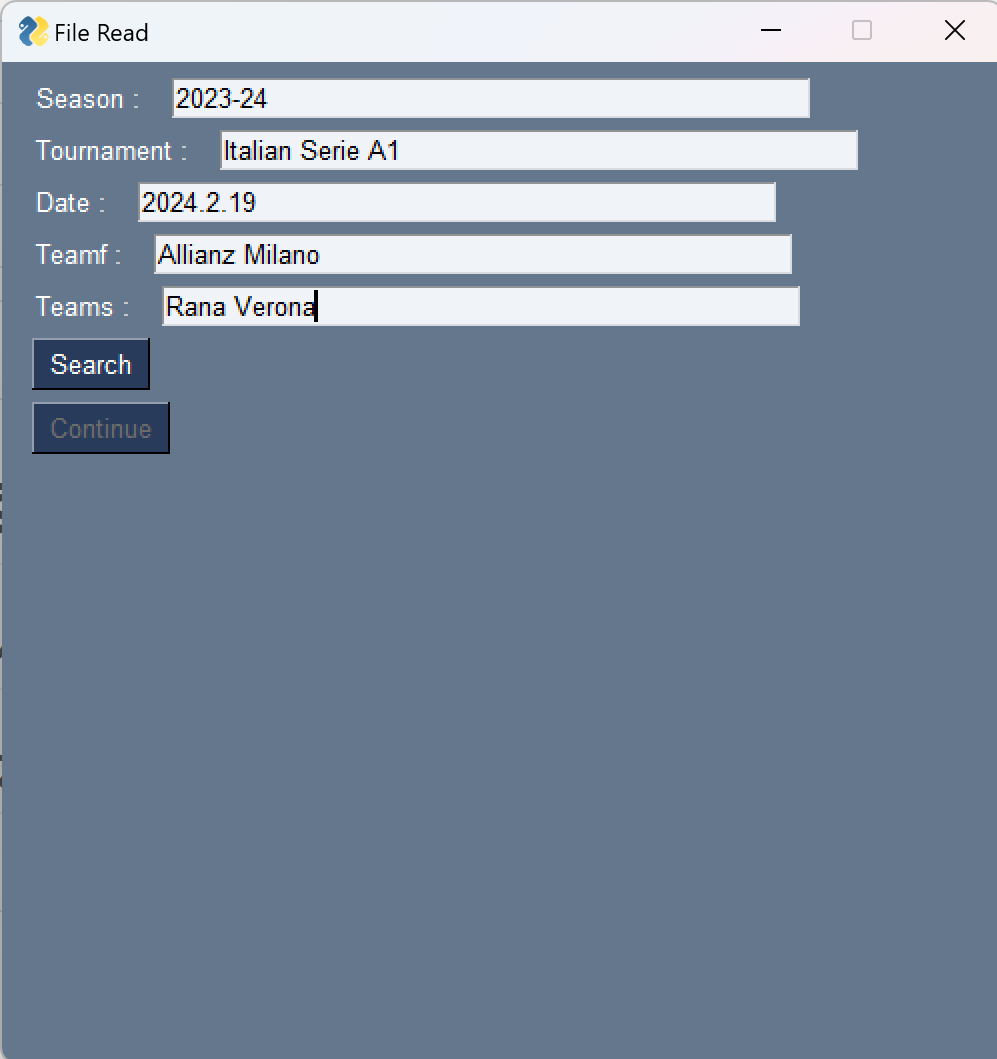 File Read
Season : 2023-24
Tournament : Italian Serie A1
Date : 2024.2.19
Teamf : Allianz Milano
Teams : Rana Verona
Search
Continue